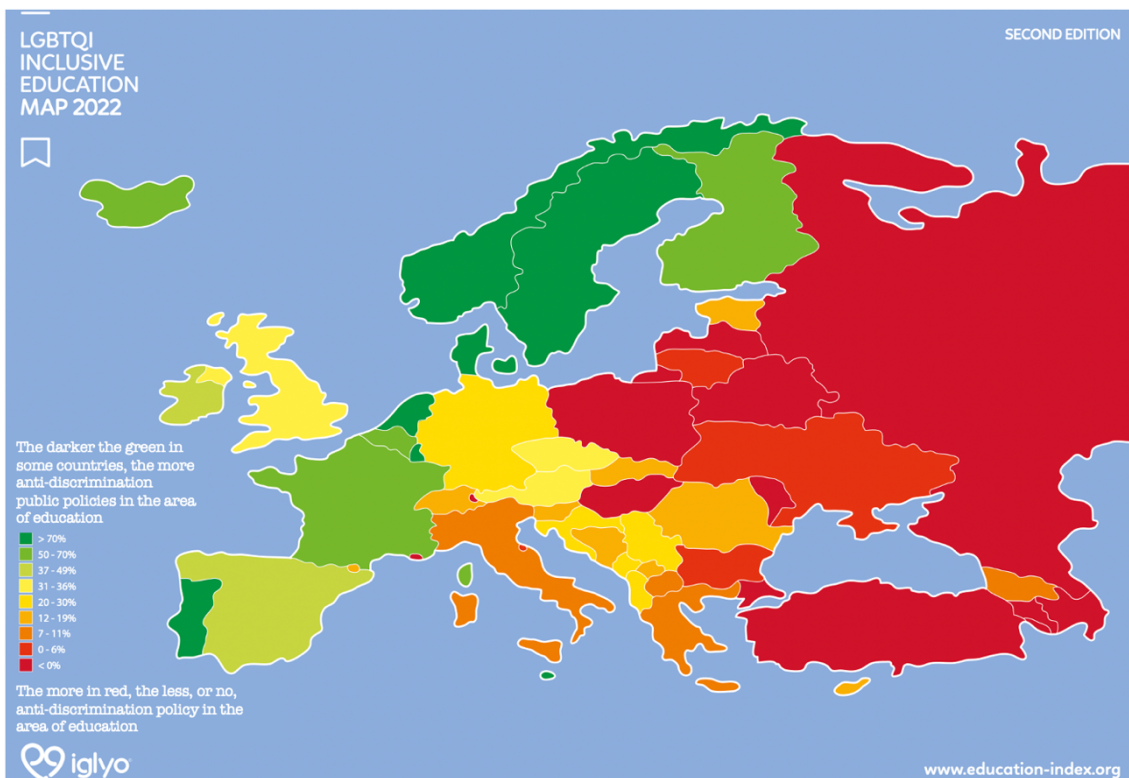 LGBTQI
INCLUSIVE
EDUCATION
MAP 2022
SECOND EDITION
The darker the green in
some countries, the more
anti-discrimination
public policies in the area
of education
> 70%
50 - 70%
37 - 49%
31 - 36%
20 - 30%
12 - 19%
7 - 11%
0 - 6%
< 0%
The more in red, the less, or no,
anti-discrimination policy in the
area of education
iglyo
www.education-index.org